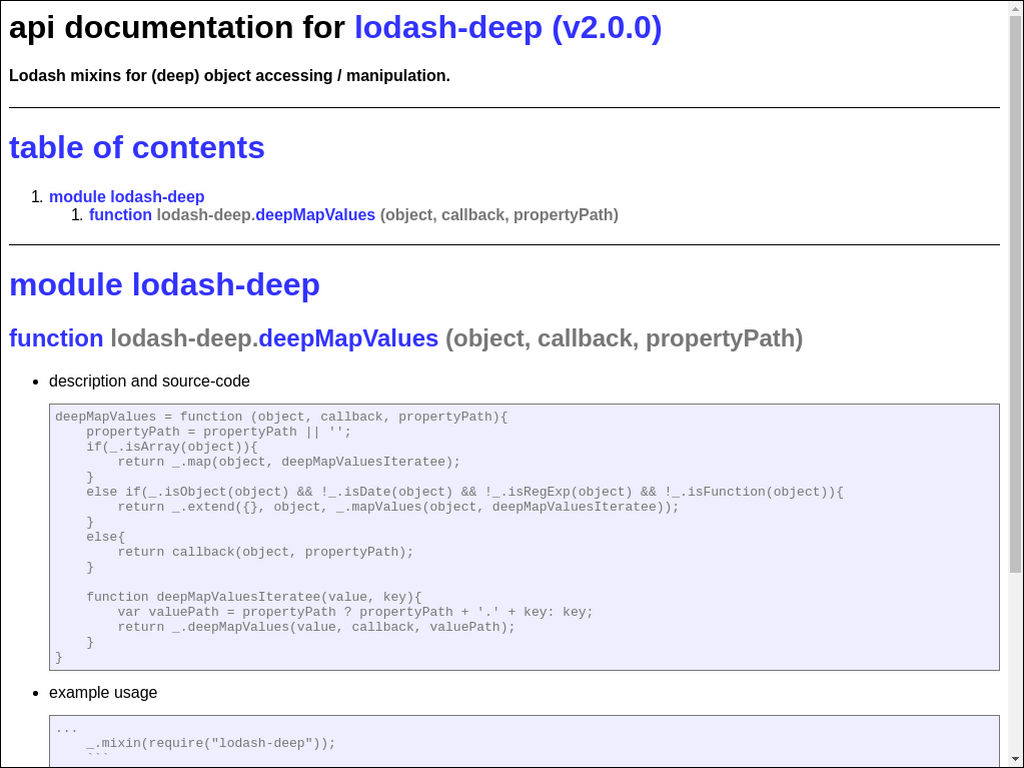 api documentation for lodash-deep (v2.0.0)
Lodash mixins for (deep) object accessing / manipulation.
table of contents
1. module lodash-deep
1. function lodash-deep.deepMapValues (object, callback, propertyPath)
module lodash-deep
function lodash-deep.deepMapValues (object, callback, propertyPath)
• description and source-code
deepMapValues = function (object, callback, propertyPath){
    propertyPath = propertyPath || '';
    if(_.isArray(object)){
        return _.map(object, deepMapValuesIteratee);
    }
    else if(_.isObject(object) && !_.isDate(object) && !_.isRegExp(object) && !_.isFunction(object)){
        return _.extend({}, object, _.mapValues(object, deepMapValuesIteratee));
    }
    else{
        return callback(object, propertyPath);
    }
    function deepMapValuesIteratee(value, key){
        var valuePath = propertyPath ? propertyPath + '.' + key: key;
        return _.deepMapValues(value, callback, valuePath);
    }
}
• example usage
...
    _.mixin(require("lodash-deep"));
    ```